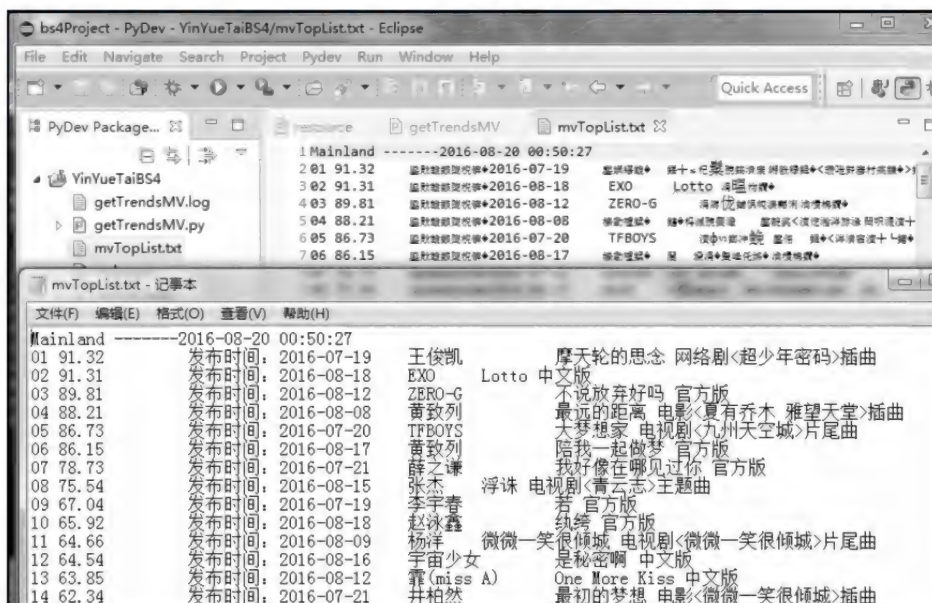 bs4Project - PyDev - YinYueTaiBS4/mvTopList.txt - Eclipse
File Edit Navigate Search Project Pydev Run Window Help
Quick Access
PyDev Package...
resource
getTrendsMV
mvTopList.txt
YinYueTaiBS4
getTrendsMV.log
getTrendsMV.py
mvTopList.txt
1 Mainland -------2016-08-20 00:50:27
2 01 91.32 2016-07-19
3 02 91.31 2016-08-18 EXO Lotto
4 03 89.81 2016-08-12 ZERO-G
5 04 88.21 2016-08-08
6 05 86.73 2016-07-20 TFBOYS
7 06 86.15 2016-08-17
mvTopList.txt - 记事本
文件(F) 编辑(E) 格式(O) 查看(V) 帮助(H)
Mainland -------2016-08-20 00:50:27
01 91.32 发布时间: 2016-07-19 王俊凯 摩天轮的思念 网络剧<超少年密码>插曲
02 91.31 发布时间: 2016-08-18 EXO Lotto 中文版
03 89.81 发布时间: 2016-08-12 ZERO-G 不说放弃好吗 官方版
04 88.21 发布时间: 2016-08-08 黄致列 最远的距离 电影<夏有乔木 雅望天堂>插曲
05 86.73 发布时间: 2016-07-20 TFBOYS 大梦想家 电视剧<九州天空城>片尾曲
06 86.15 发布时间: 2016-08-17 黄致列 陪我一起做梦 官方版
07 78.73 发布时间: 2016-07-21 薛之谦 我好像在哪见过你 官方版
08 75.54 发布时间: 2016-08-15 张杰 浮诛 电视剧<青云志>主题曲
09 67.04 发布时间: 2016-07-19 李宇春 若 官方版
10 65.92 发布时间: 2016-08-18 赵泳鑫 纨绔 官方版
11 64.66 发布时间: 2016-08-09 杨洋 微微一笑很倾城 电视剧<微微一笑很倾城>片尾曲
12 64.54 发布时间: 2016-08-16 宇宙少女 是秘密啊 中文版
13 63.85 发布时间: 2016-08-12 霏(miss A) One More Kiss 中文版
14 62.34 发布时间: 2016-07-21 井柏然 最初的梦想 电影<微微一笑很倾城>插曲